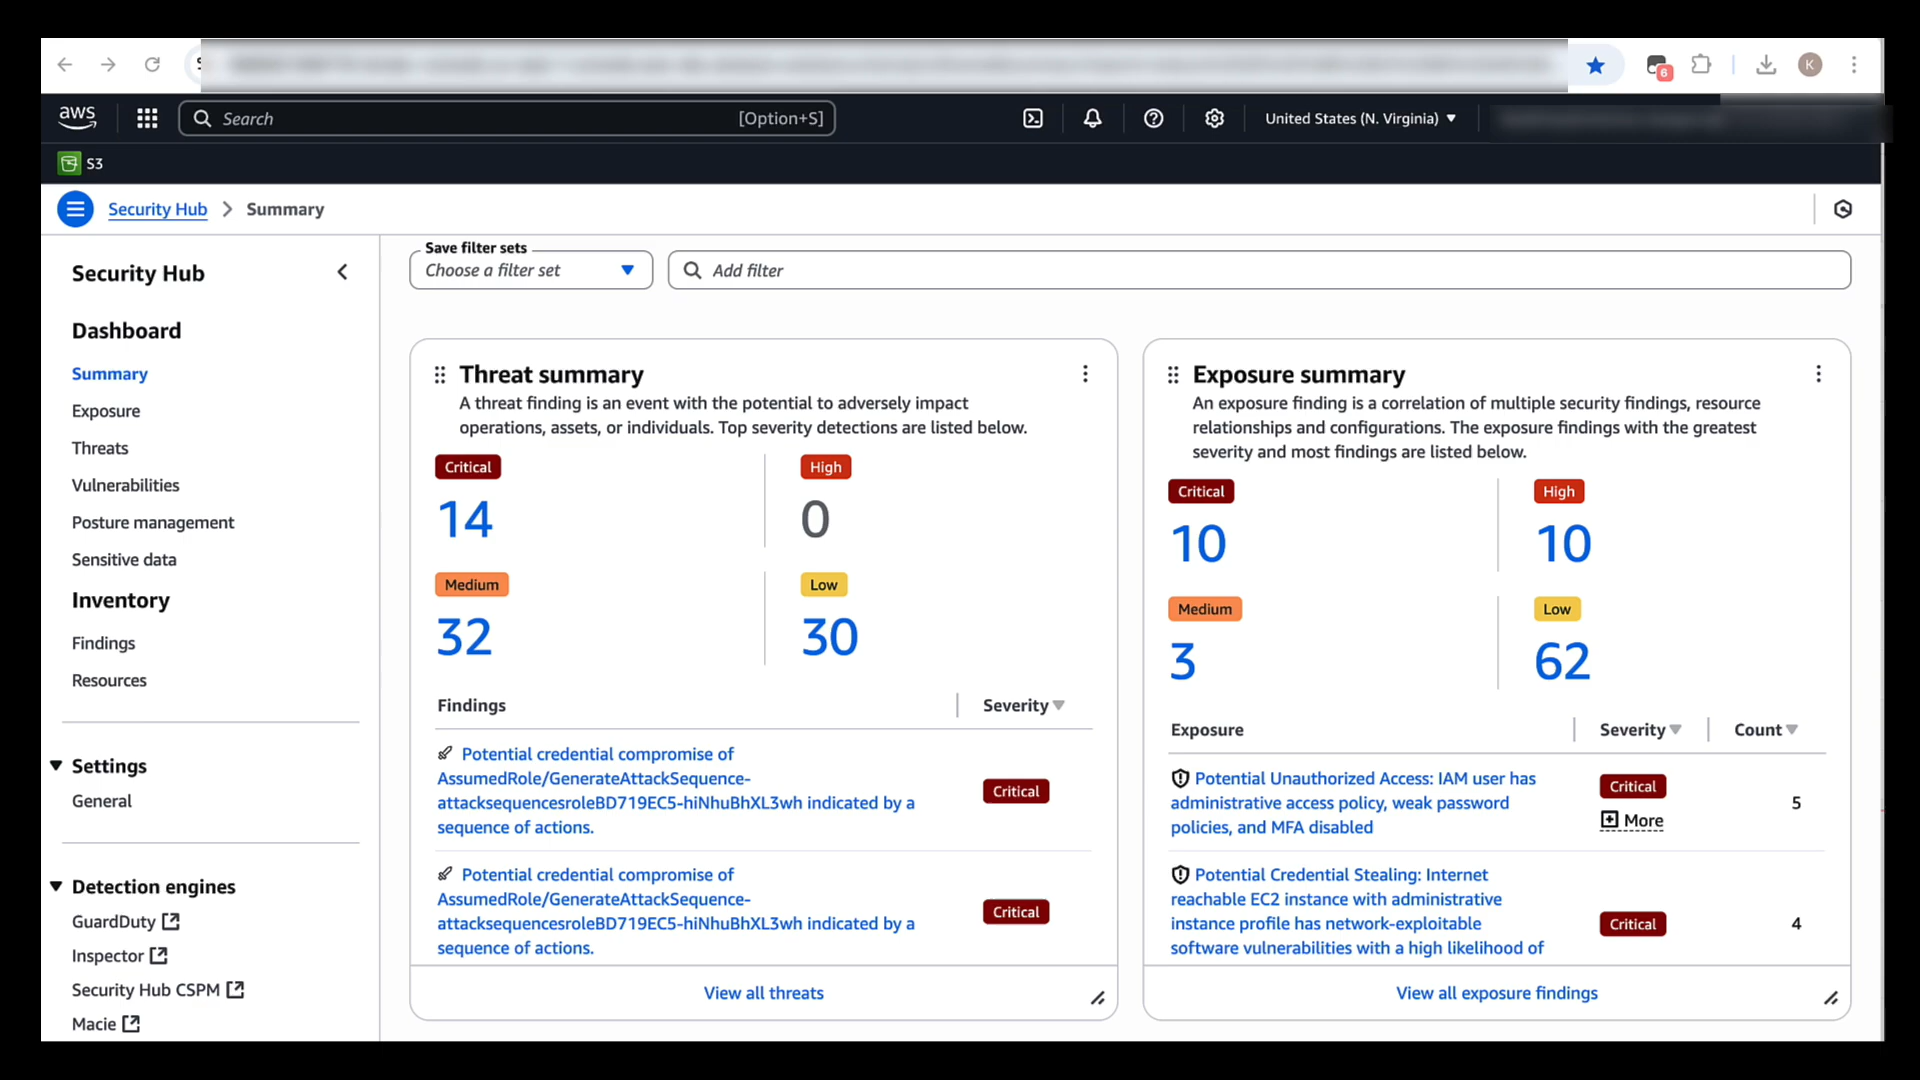 6
K
aws
Search
[Option+S]
United States (N. Virginia)
S3
Security Hub
Summary
Security Hub
Dashboard
Summary
Exposure
Threats
Vulnerabilities
Posture management
Sensitive data
Inventory
Findings
Resources
Settings
General
Detection engines
GuardDuty
Inspector
Security Hub CSPM
Macie
Save filter sets
Choose a filter set
Add filter
Threat summary
A threat finding is an event with the potential to adversely impact
operations, assets, or individuals. Top severity detections are listed below.
Critical
14
High
0
Medium
32
Low
30
Findings
Severity
Potential credential compromise of
AssumedRole/GenerateAttackSequence-
attacksequencesroleBD719EC5-hiNhuBhXL3wh indicated by a
sequence of actions.
Critical
Potential credential compromise of
AssumedRole/GenerateAttackSequence-
attacksequencesroleBD719EC5-hiNhuBhXL3wh indicated by a
sequence of actions.
Critical
View all threats
Exposure summary
An exposure finding is a correlation of multiple security findings, resource
relationships and configurations. The exposure findings with the greatest
severity and most findings are listed below.
Critical
10
High
10
Medium
3
Low
62
Exposure
Severity
Count
Potential Unauthorized Access: IAM user has
administrative access policy, weak password
policies, and MFA disabled
Critical
More
5
Potential Credential Stealing: Internet
reachable EC2 instance with administrative
instance profile has network-exploitable
software vulnerabilities with a high likelihood of
Critical
4
View all exposure findings